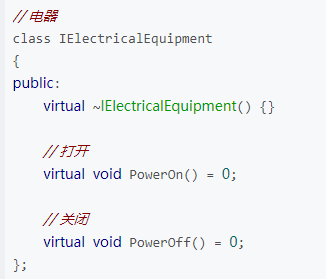 //电器
class IElectricalEquipment
{
public:
    virtual ~IElectricalEquipment() {}

    //打开
    virtual void PowerOn() = 0;

    //关闭
    virtual void PowerOff() = 0;
};